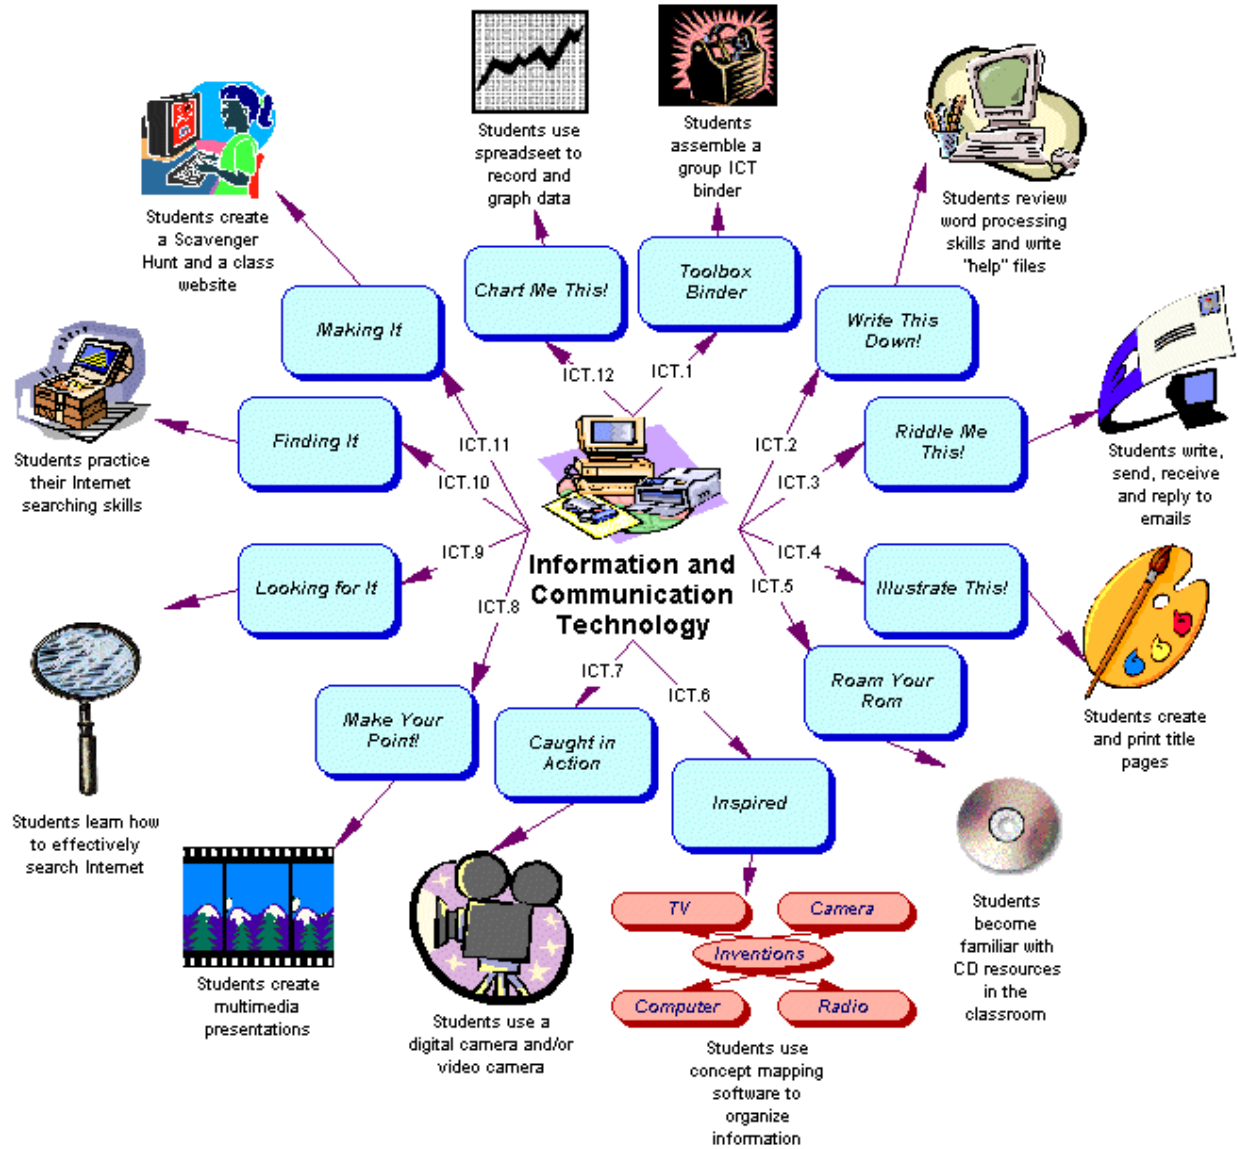 Information and
Communication
Technology
ICT.1
Toolbox
Binder
Students
assemble a
group ICT
binder
ICT.2
Write This
Down!
Students review
word processing
skills and write
"help" files
ICT.3
Riddle Me
This!
Students write,
send, receive
and reply to
emails
ICT.4
Illustrate This!
Students create
and print title
pages
ICT.5
Roam Your
Rom
Students
become
familiar with
CD resources
in the
classroom
ICT.6
Inspired
TV
Camera
Inventions
Computer
Radio
Students use
concept mapping
software to
organize
information
ICT.7
Caught in
Action
Students use a
digital camera and/or
video camera
ICT.8
Make Your
Point!
Students create
multimedia
presentations
ICT.9
Looking for It
Students learn how
to effectively
search Internet
ICT.10
Finding It
Students practice
their Internet
searching skills
ICT.11
Making It
Students create
a Scavenger
Hunt and a class
website
ICT.12
Chart Me This!
Students use
spreadseet to
record and
graph data